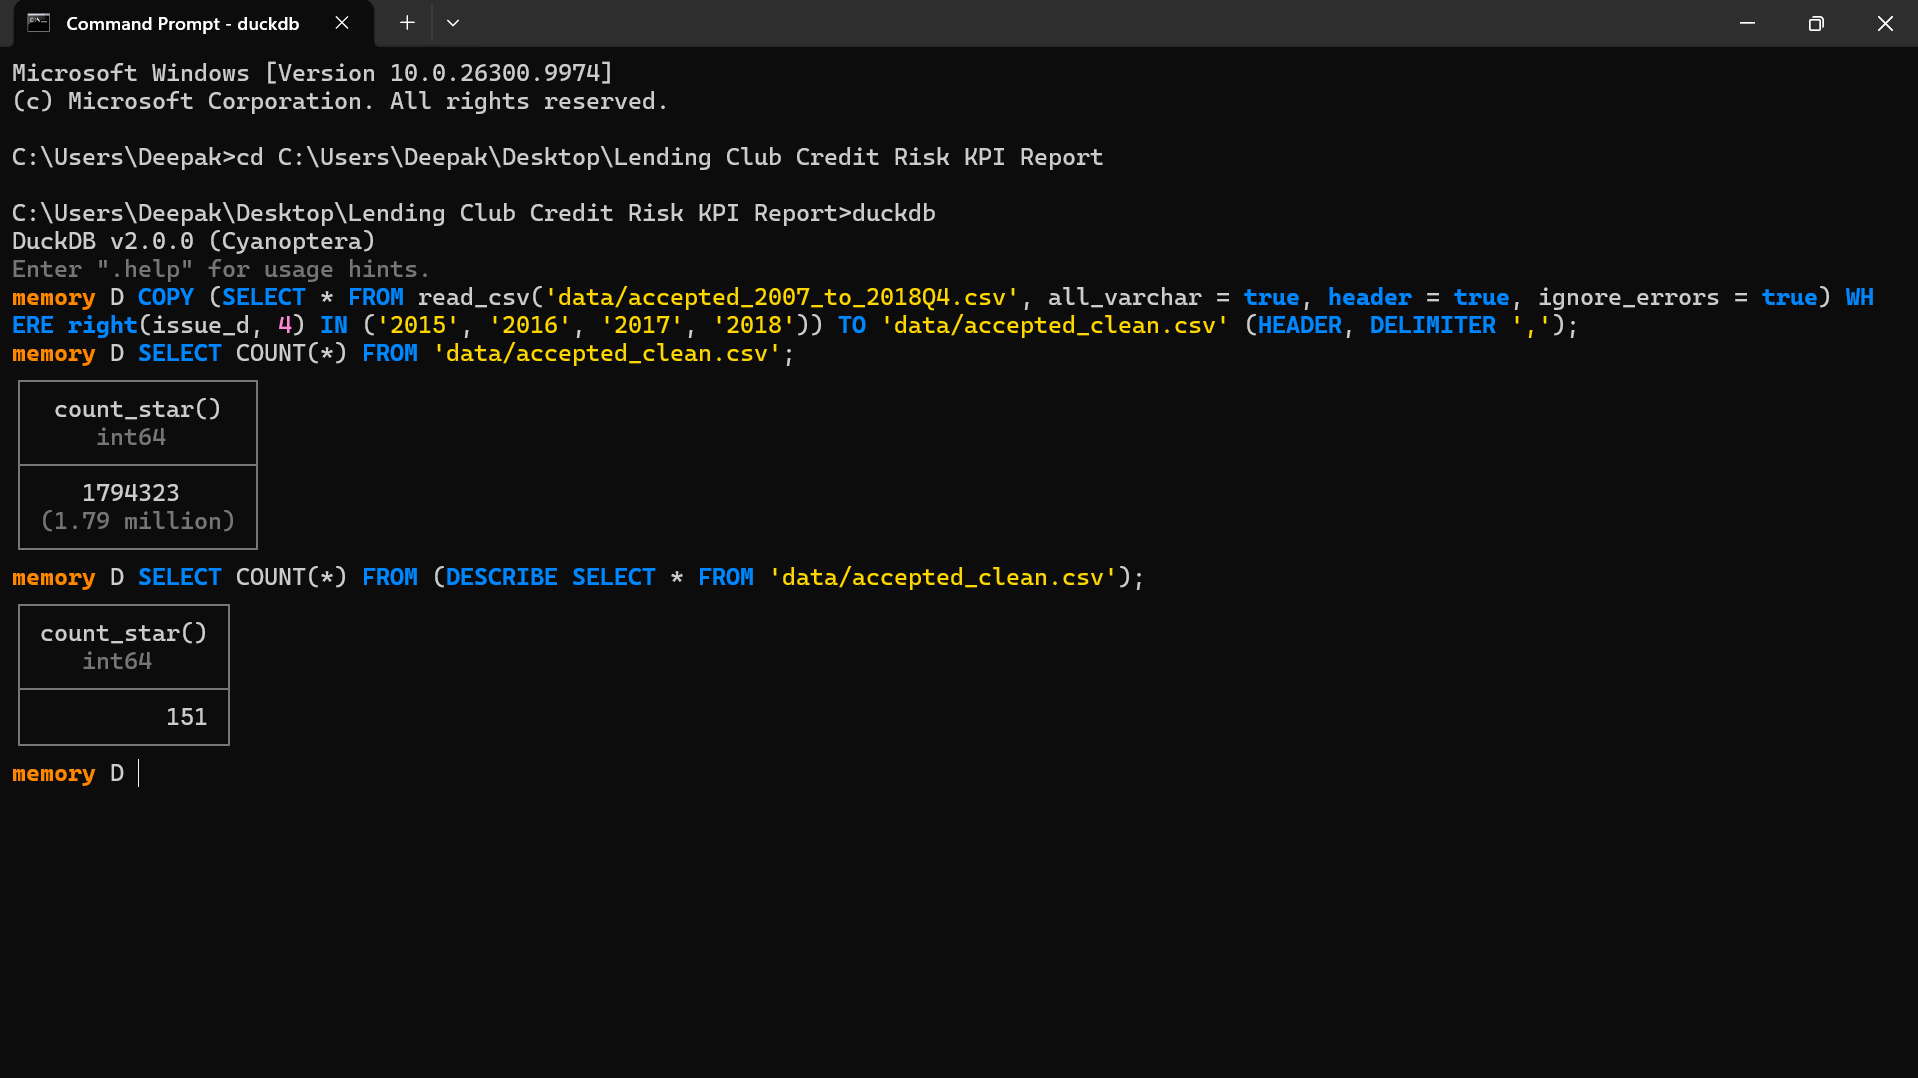 Command Prompt - duckdb
Microsoft Windows [Version 10.0.26300.9974]
(c) Microsoft Corporation. All rights reserved.
C:\Users\Deepak>cd C:\Users\Deepak\Desktop\Lending Club Credit Risk KPI Report
C:\Users\Deepak\Desktop\Lending Club Credit Risk KPI Report>duckdb
DuckDB v2.0.0 (Cyanoptera)
Enter ".help" for usage hints.
memory D COPY (SELECT * FROM read_csv('data/accepted_2007_to_2018Q4.csv', all_varchar = true, header = true, ignore_errors = true) WH
ERE right(issue_d, 4) IN ('2015', '2016', '2017', '2018')) TO 'data/accepted_clean.csv' (HEADER, DELIMITER ',');
memory D SELECT COUNT(*) FROM 'data/accepted_clean.csv';
count_star()
int64
1794323
(1.79 million)
memory D SELECT COUNT(*) FROM (DESCRIBE SELECT * FROM 'data/accepted_clean.csv');
count_star()
int64
151
memory D